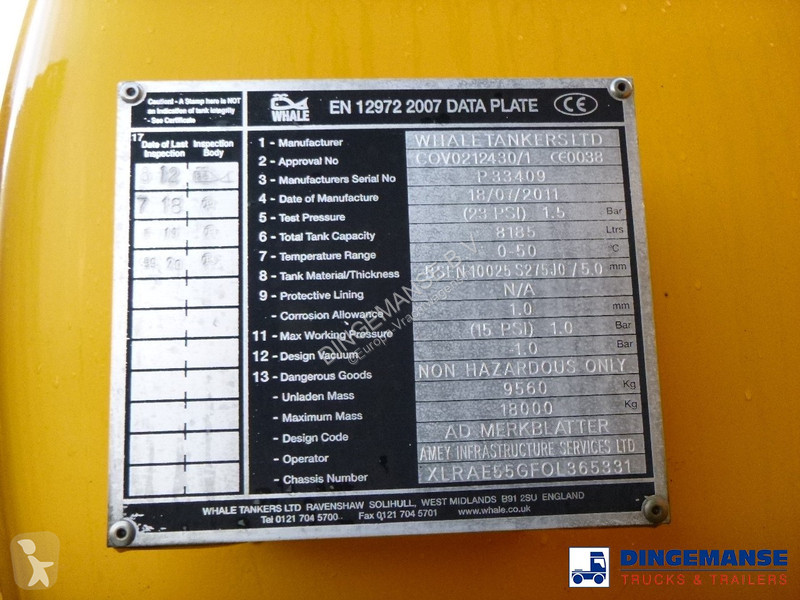 Caution! - A Stamp here is NOT
an Indication of tank integrity
- See Certificate
WHALE
EN 12972 2007 DATA PLATE
CE
17
Date of Last Inspection
Inspection Body
12
7 18
1 - Manufacturer WHALE TANKERS LTD
2 - Approval No COV0212430/1 CE0038
3 - Manufacturers Serial No P33409
4 - Date of Manufacture 18/07/2011
5 - Test Pressure (23 PSI) 1.5 Bar
6 - Total Tank Capacity 8185 Ltrs
7 - Temperature Range 0-50 °C
8 - Tank Material/Thickness BSEN10025 S275J0 / 5.0 mm
9 - Protective Lining N/A
- Corrosion Allowance 1.0 mm
11 - Max Working Pressure (15 PSI) 1.0 Bar
12 - Design Vacuum -1.0 Bar
13 - Dangerous Goods NON HAZARDOUS ONLY
- Unladen Mass 9560 Kg
- Maximum Mass 18000 Kg
- Design Code AD MERKBLATTER
- Operator AMEY INFRASTRUCTURE SERVICES LTD
- Chassis Number XLRAE55GF0L365331
WHALE TANKERS LTD RAVENSHAW SOLIHULL, WEST MIDLANDS B91 2SU ENGLAND
Tel 0121 704 5700 Fax 0121 704 5701 www.whale.co.uk
DINGEMANSE B.V.
DINGEMANSE
TRUCKS & TRAILERS